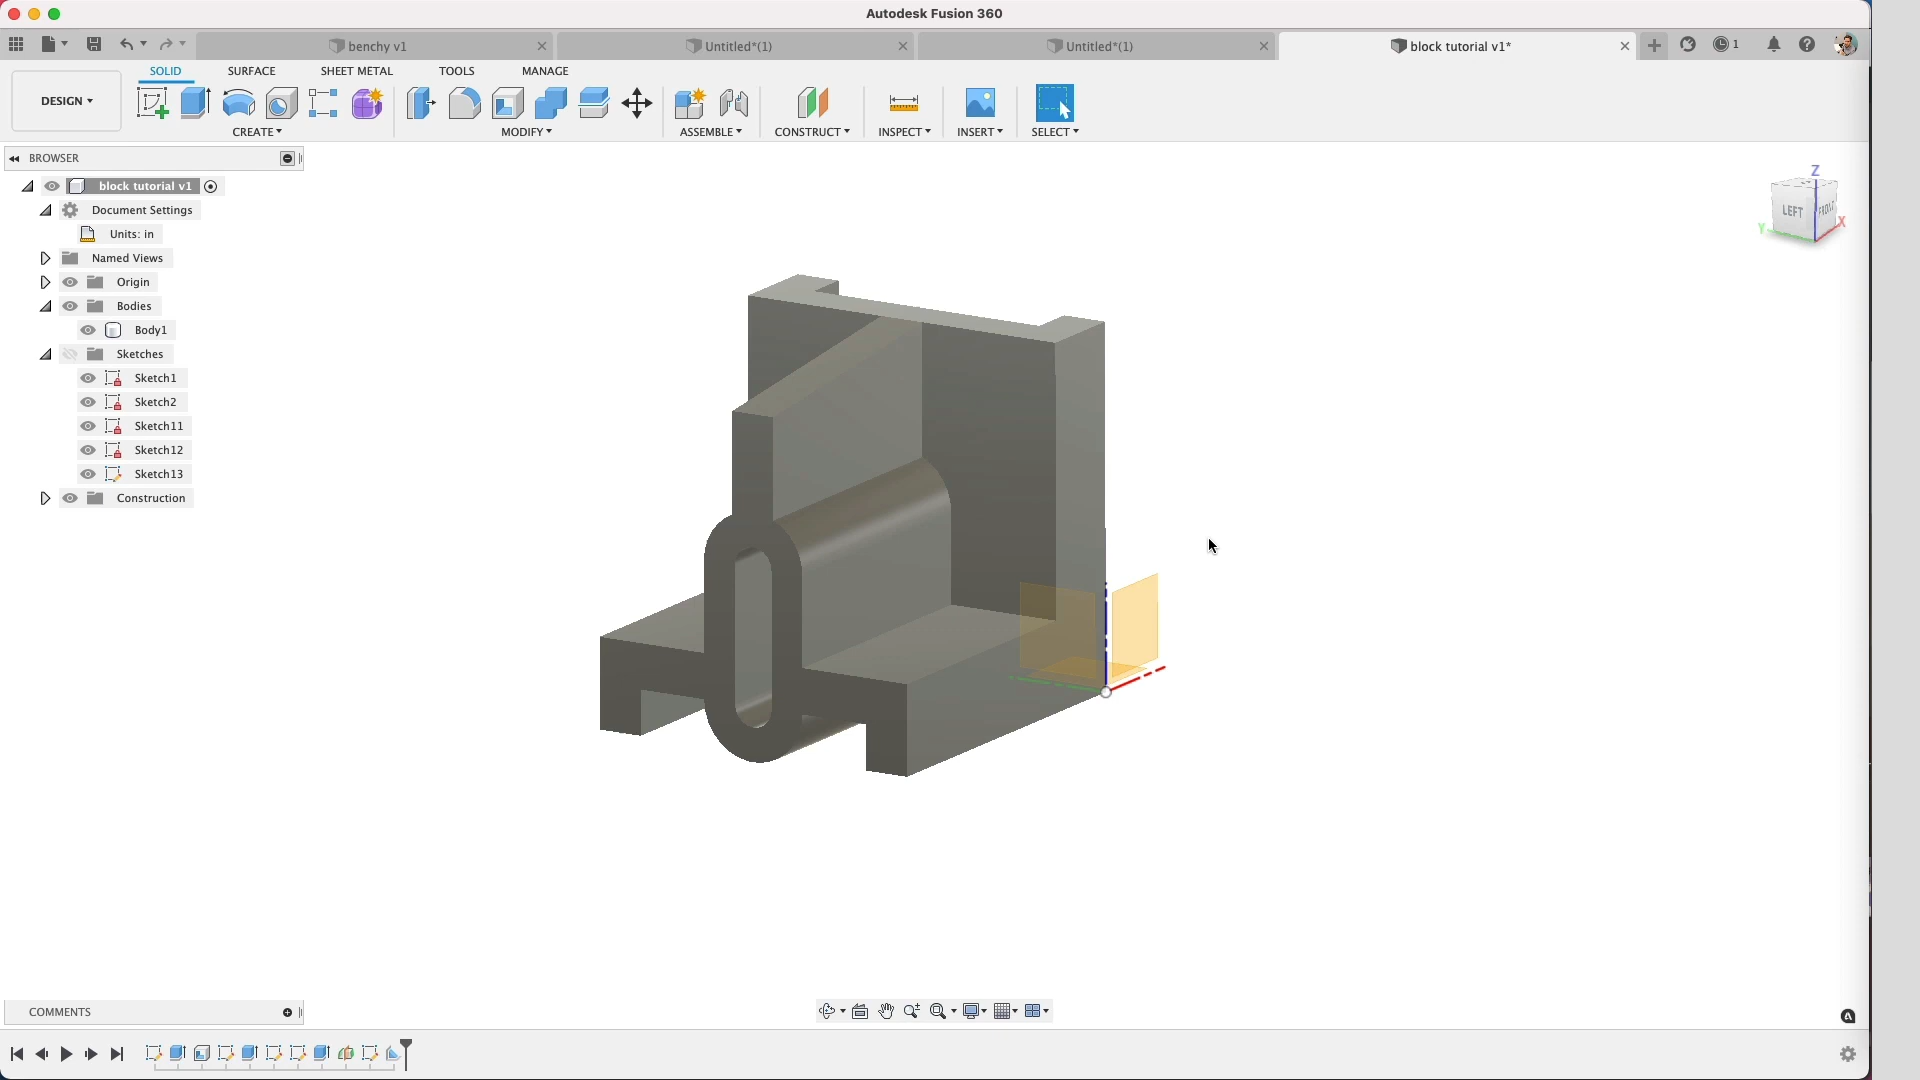 Autodesk Fusion 360
benchy v1
Untitled*(1)
Untitled*(1)
block tutorial v1*
1
SOLID
SURFACE
SHEET METAL
TOOLS
MANAGE
DESIGN
CREATE
MODIFY
ASSEMBLE
CONSTRUCT
INSPECT
INSERT
SELECT
BROWSER
block tutorial v1
Document Settings
Units: in
Named Views
Origin
Bodies
Body1
Sketches
Sketch1
Sketch2
Sketch11
Sketch12
Sketch13
Construction
Z
LEFT
FRONT
Y
X
COMMENTS